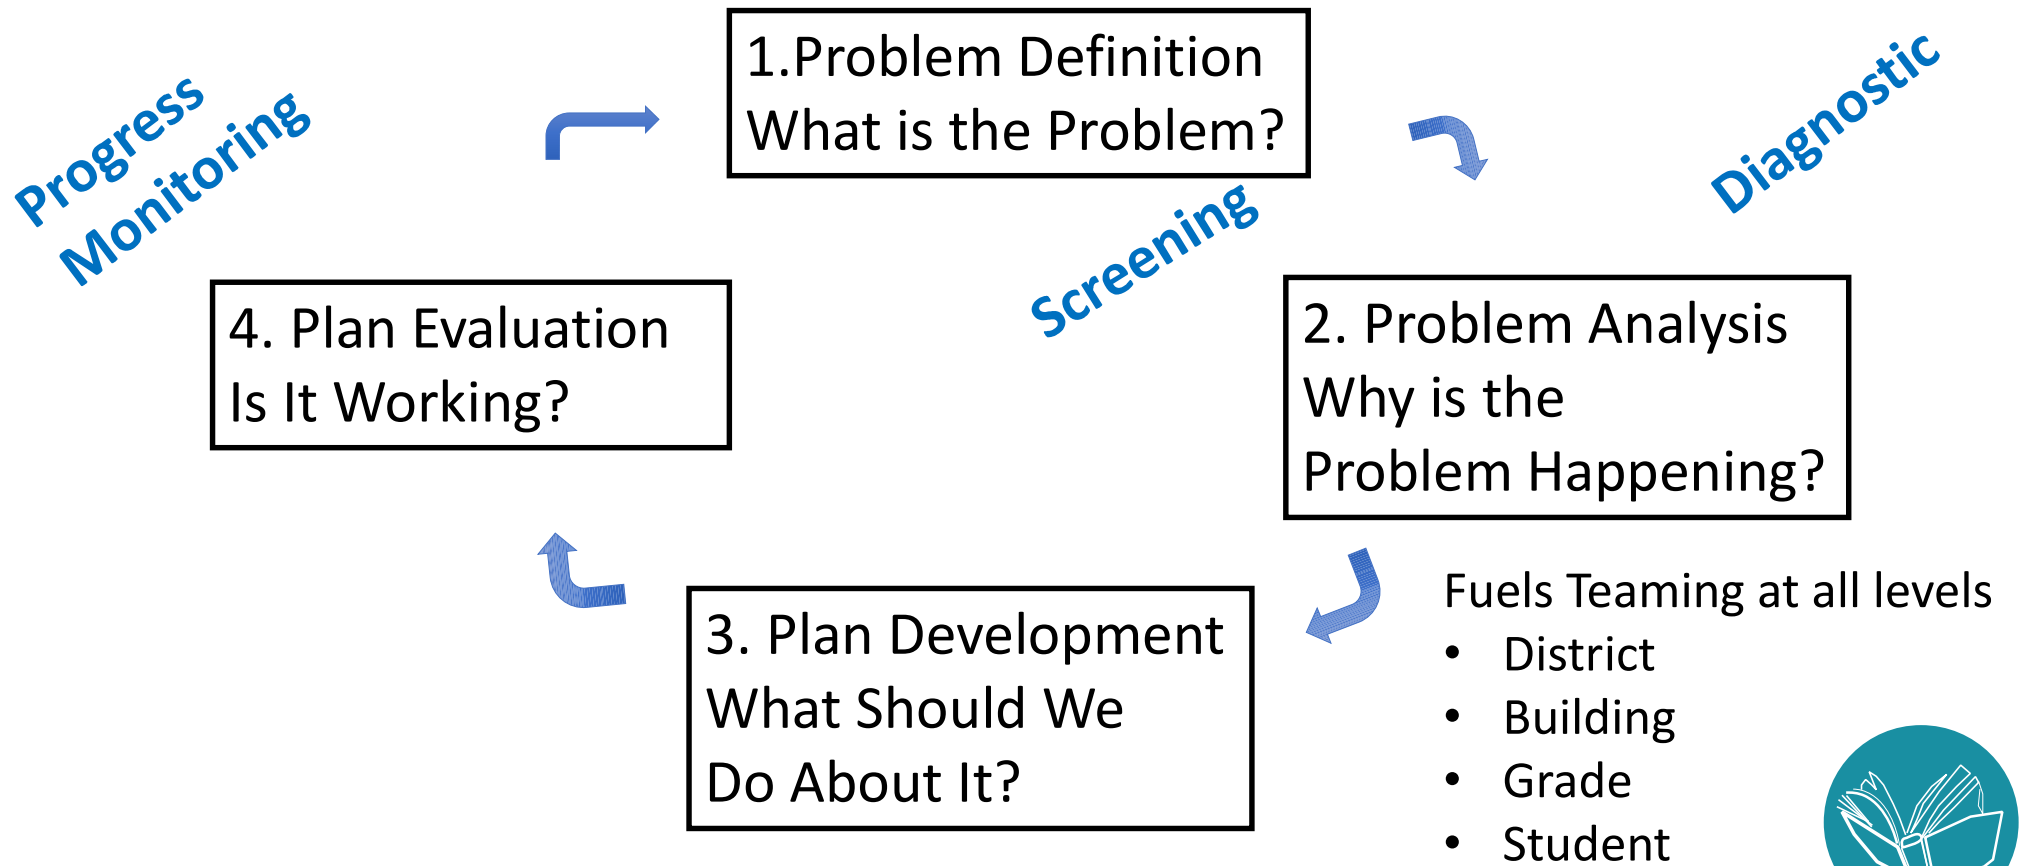 1.Problem Definition
What is the Problem?
Progress
Monitoring
Diagnostic
Screening
4. Plan Evaluation
Is It Working?
2. Problem Analysis
Why is the
Problem Happening?
3. Plan Development
What Should We
Do About It?
Fuels Teaming at all levels
• District
• Building
• Grade
• Student